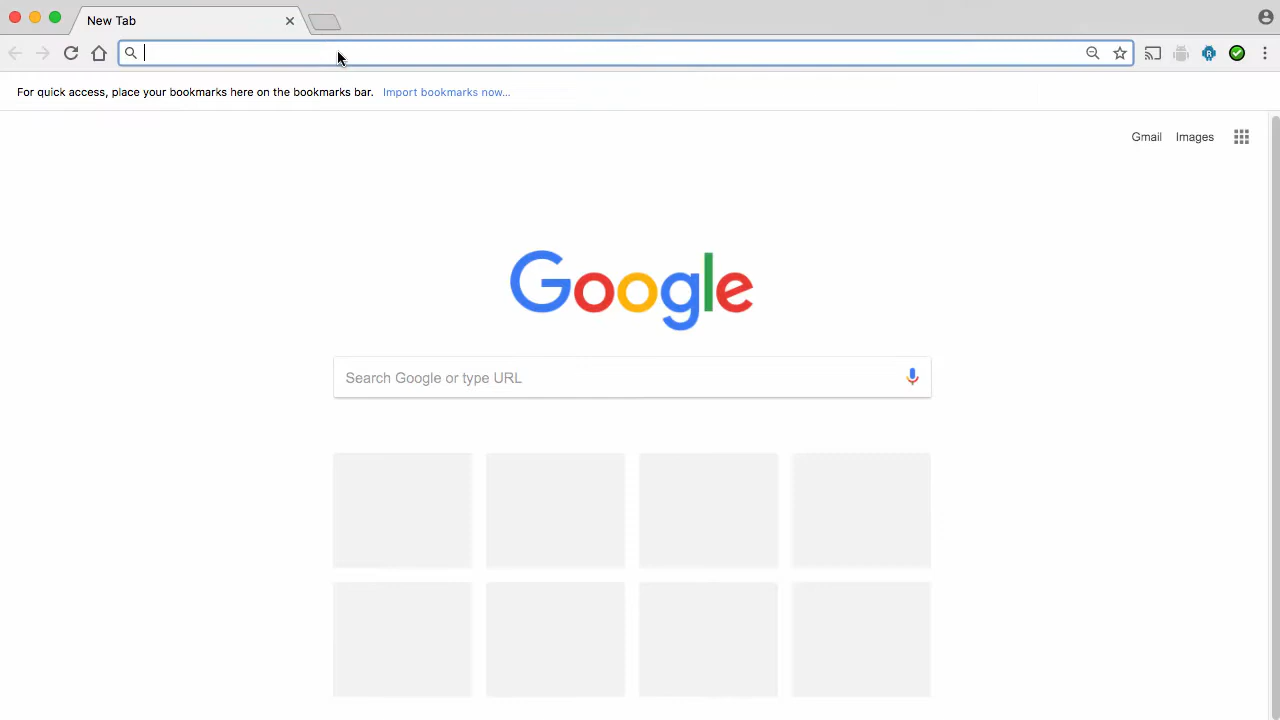 New Tab
For quick access, place your bookmarks here on the bookmarks bar. Import bookmarks now...
Gmail Images
Google
Search Google or type URL
R